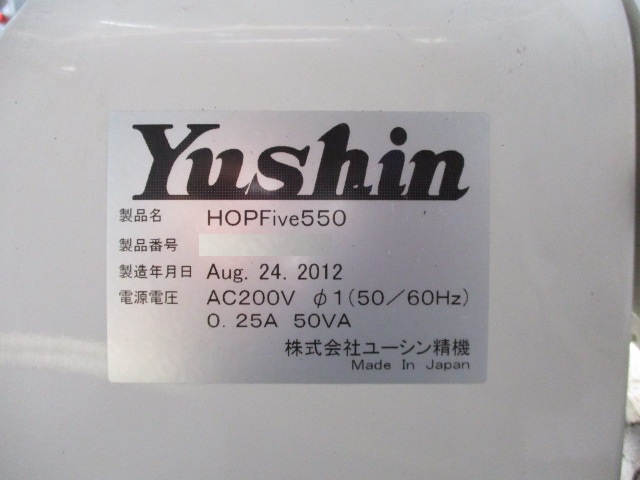 Yushin
製品名 HOPFive550
製品番号
製造年月日 Aug. 24. 2012
電源電圧 AC200V φ1(50／60Hz)
0.25A 50VA
株式会社ユーシン精機
Made In Japan